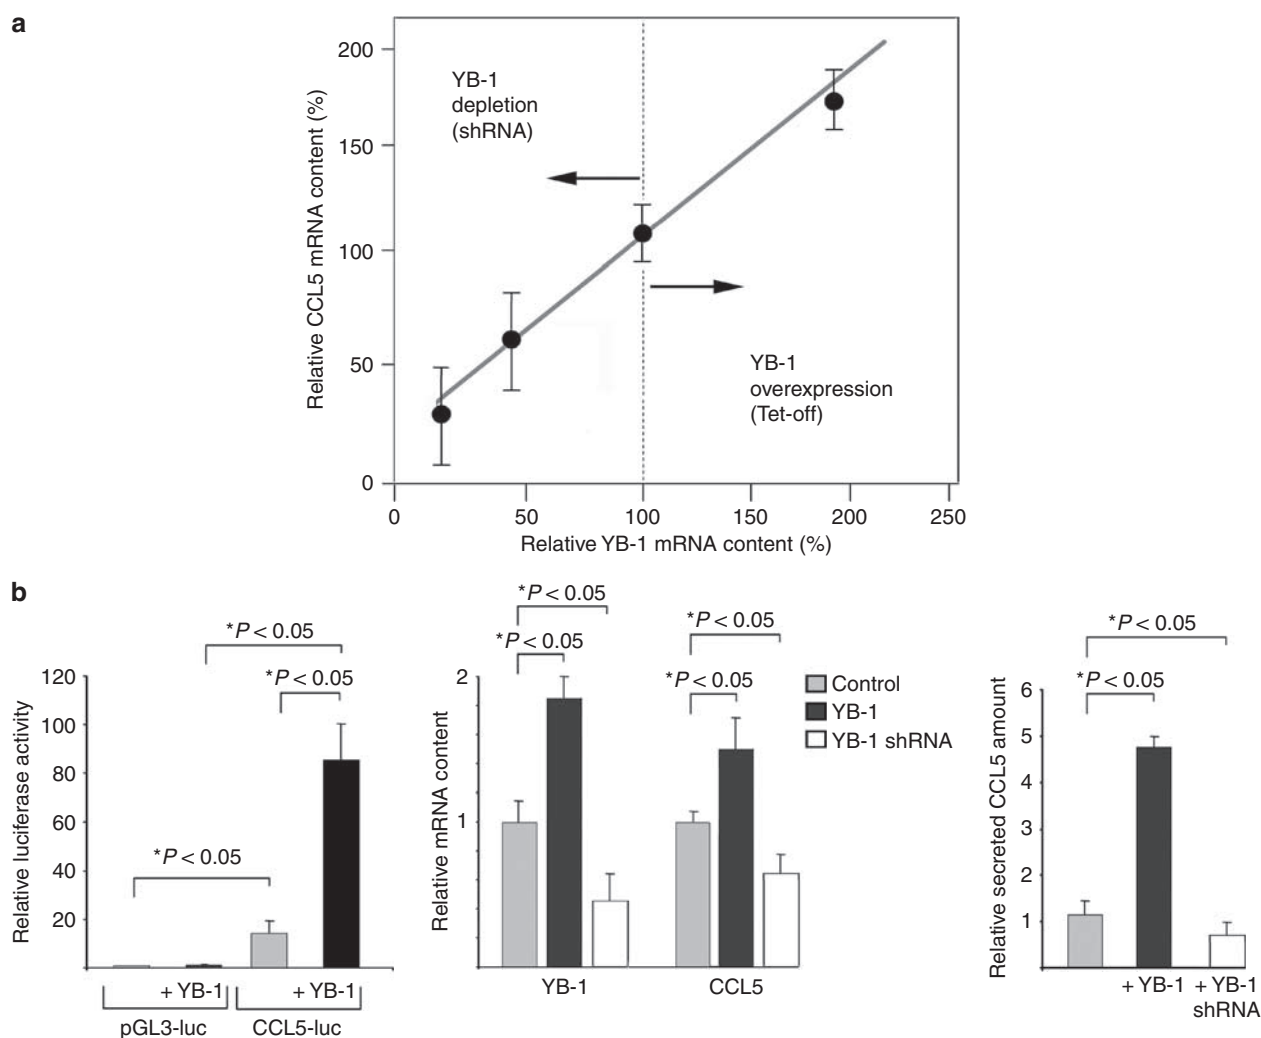 a
200
150
100
50
0
Relative CCL5 mRNA content (%)
YB-1
depletion
(shRNA)
YB-1
overexpression
(Tet-off)
0 50 100 150 200 250
Relative YB-1 mRNA content (%)
b
Relative luciferase activity
120
100
80
60
40
20
*P < 0.05
*P < 0.05
*P < 0.05
+ YB-1 + YB-1
pGL3-luc CCL5-luc
Relative mRNA content
2
1
*P < 0.05
*P < 0.05
*P < 0.05
*P < 0.05
YB-1 CCL5
Control
YB-1
YB-1 shRNA
Relative secreted CCL5 amount
6
5
4
3
2
1
*P < 0.05
*P < 0.05
+ YB-1 + YB-1
shRNA